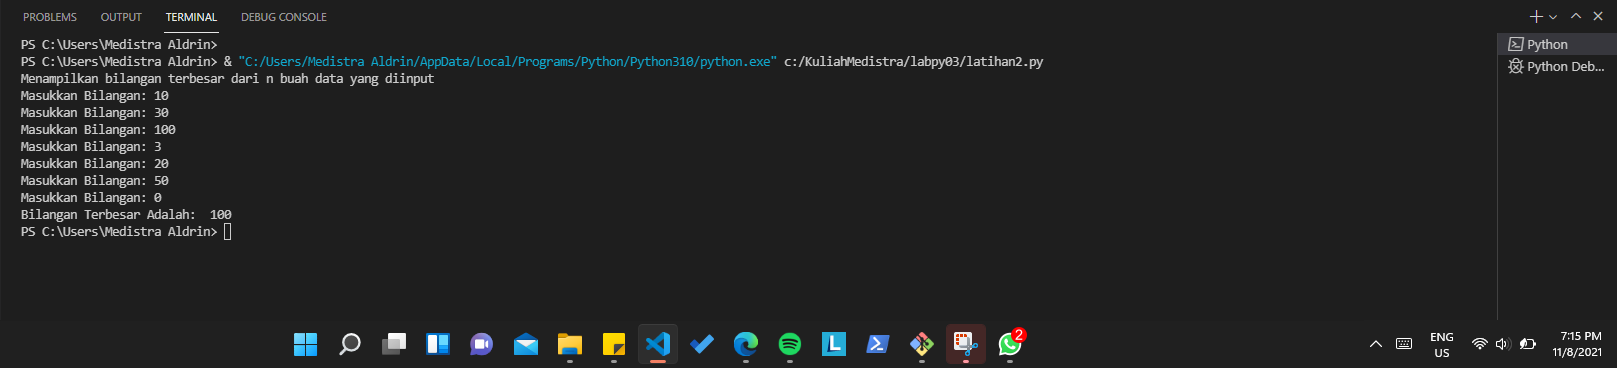 PROBLEMS OUTPUT TERMINAL DEBUG CONSOLE
PS C:\Users\Medistra Aldrin>
PS C:\Users\Medistra Aldrin> & "C:/Users/Medistra Aldrin/AppData/Local/Programs/Python/Python310/python.exe" c:/KuliahMedistra/labpy03/latihan2.py
Menampilkan bilangan terbesar dari n buah data yang diinput
Masukkan Bilangan: 10
Masukkan Bilangan: 30
Masukkan Bilangan: 100
Masukkan Bilangan: 3
Masukkan Bilangan: 20
Masukkan Bilangan: 50
Masukkan Bilangan: 0
Bilangan Terbesar Adalah:  100
PS C:\Users\Medistra Aldrin>
Python
Python Deb...
L
2
ENG
US
7:15 PM
11/8/2021